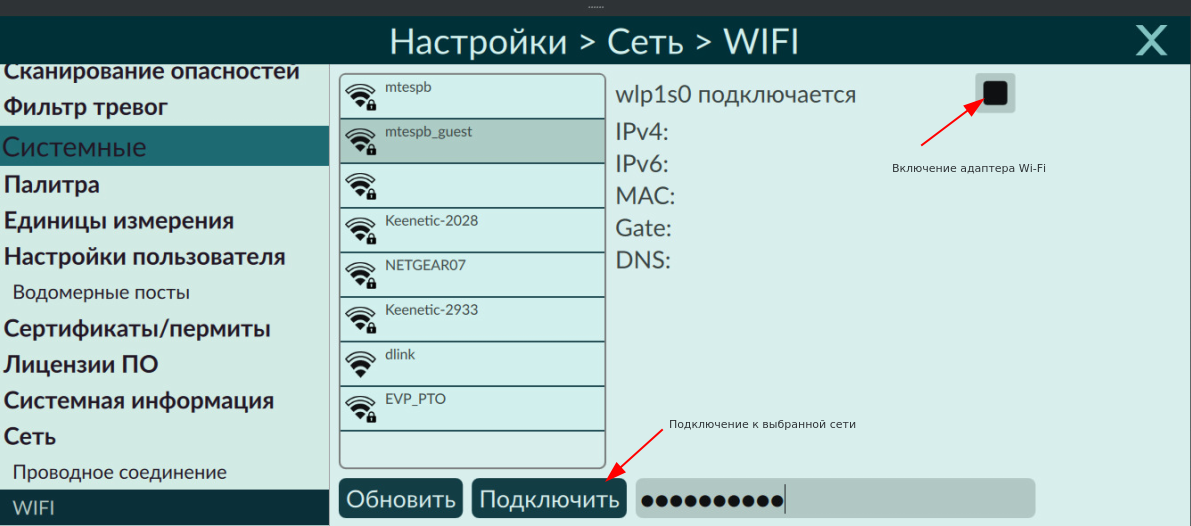 Настройки > Сеть > WIFI X
Сканирование опасностей
Фильтр тревог
Системные
Палитра
Единицы измерения
Настройки пользователя
Водомерные посты
Сертификаты/пермиты
Лицензии ПО
Системная информация
Сеть
Проводное соединение
WIFI
mtespb
mtespb_guest
Keenetic-2028
NETGEAR07
Keenetic-2933
dlink
EVP_PTO
wlp1s0 подключается
IPv4:
IPv6:
MAC:
Gate:
DNS:
Включение адаптера Wi-Fi
Подключение к выбранной сети
Обновить Подключить ●●●●●●●●●●